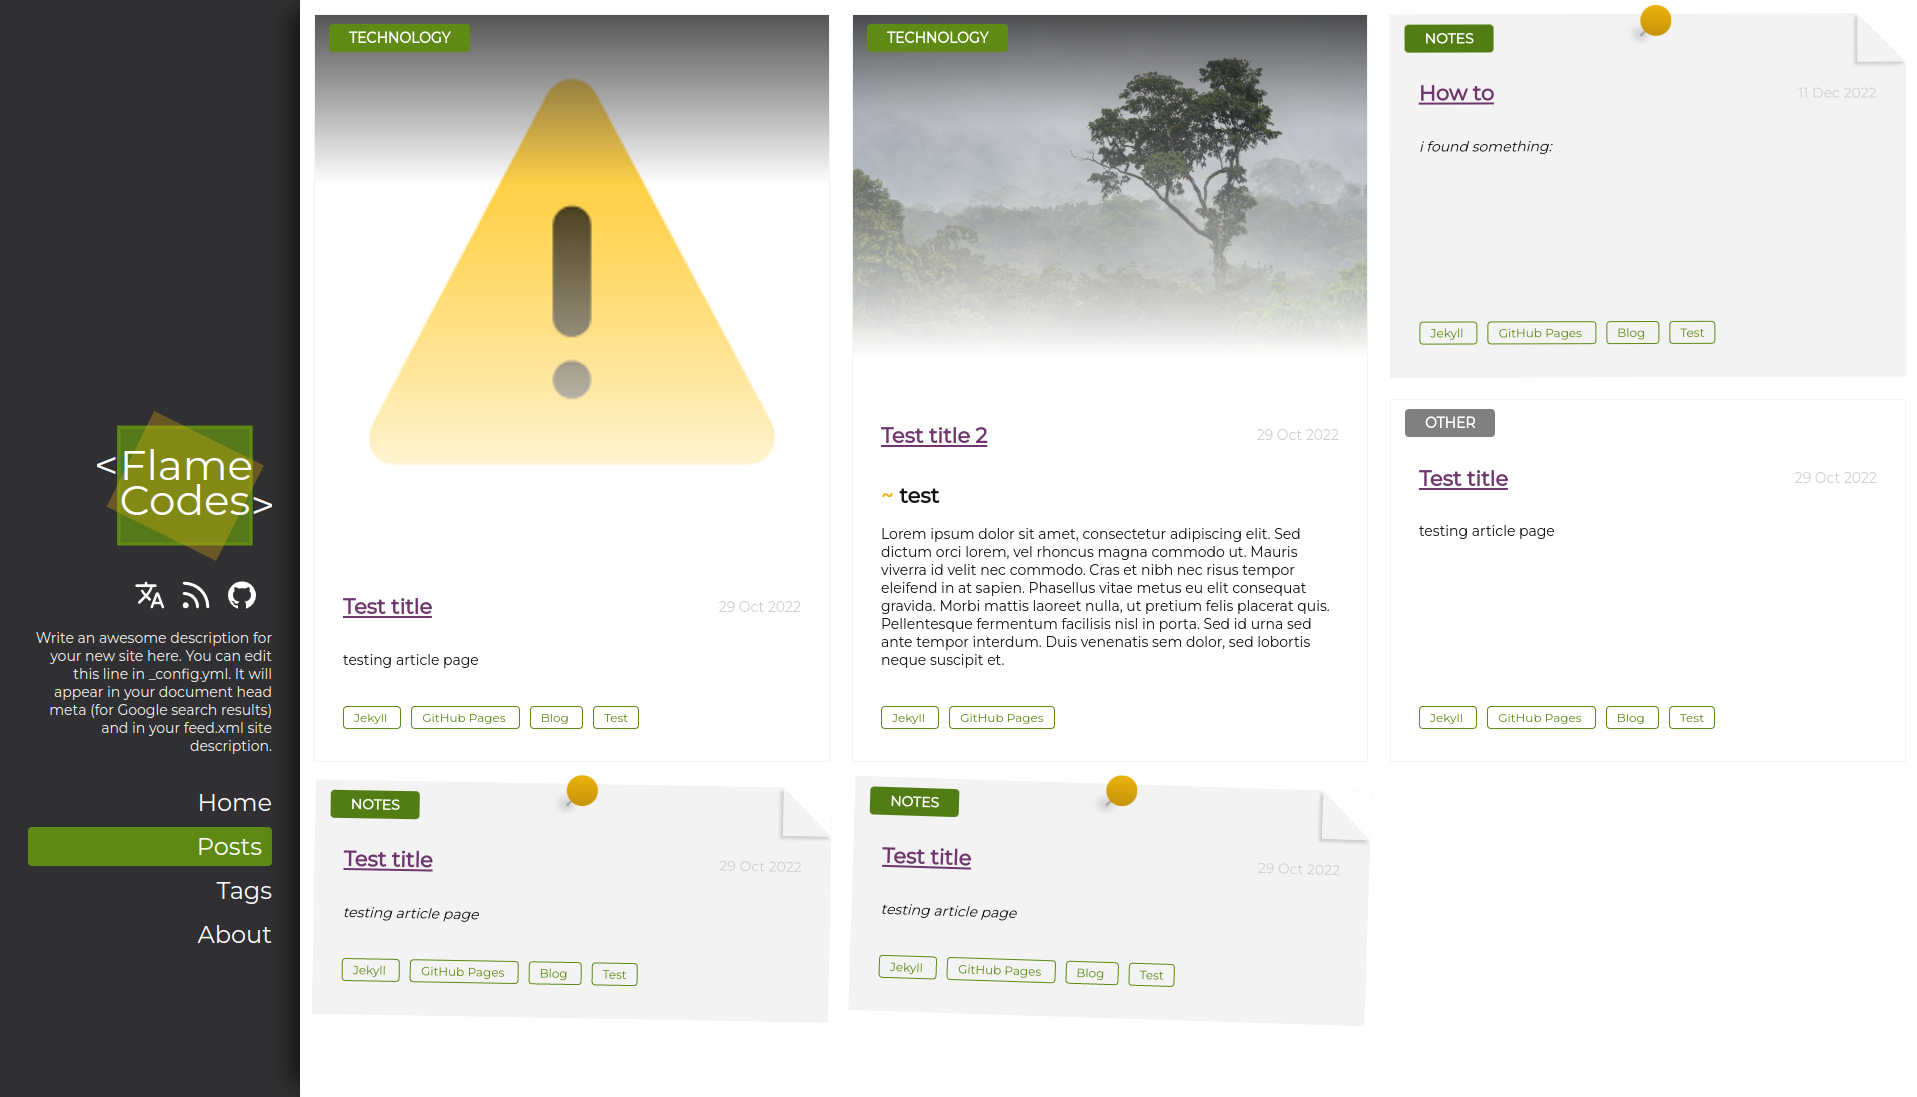 <Flame
Codes>
Write an awesome description for
your new site here. You can edit
this line in _config.yml. It will
appear in your document head
meta (for Google search results)
and in your feed.xml site
description.
Home
Posts
Tags
About
TECHNOLOGY
Test title
29 Oct 2022
testing article page
Jekyll GitHub Pages Blog Test
TECHNOLOGY
Test title 2
29 Oct 2022
~ test
Lorem ipsum dolor sit amet, consectetur adipiscing elit. Sed
dictum orci lorem, vel rhoncus magna commodo ut. Mauris
viverra id velit nec commodo. Cras et nibh nec risus tempor
eleifend in at sapien. Phasellus vitae metus eu elit consequat
gravida. Morbi mattis laoreet nulla, ut pretium felis placerat quis.
Pellentesque fermentum facilisis nisl in porta. Sed id urna sed
ante tempor interdum. Duis venenatis sem dolor, sed lobortis
neque suscipit et.
Jekyll GitHub Pages
NOTES
How to
11 Dec 2022
i found something:
Jekyll GitHub Pages Blog Test
OTHER
Test title
29 Oct 2022
testing article page
Jekyll GitHub Pages Blog Test
NOTES
Test title
29 Oct 2022
testing article page
Jekyll GitHub Pages Blog Test
NOTES
Test title
29 Oct 2022
testing article page
Jekyll GitHub Pages Blog Test